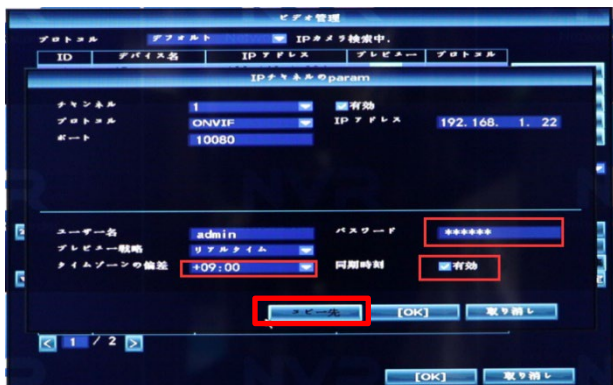 ビデオ管理
プロトコル デフォルト IPカメラ検索中.
ID デバイス名 IPアドレス プレビュー プロトコル
IPチャネルのparam
チャンネル 1 有効
プロトコル ONVIF IPアドレス 192.168. 1. 22
ポート 10080
ユーザー名 admin パスワード ******
プレビュー戦略 リアルタイム
タイムゾーンの偏差 +09:00 同期時刻 有効
コピー先 [OK] 取り消し
1 / 2
[OK] 取り消し